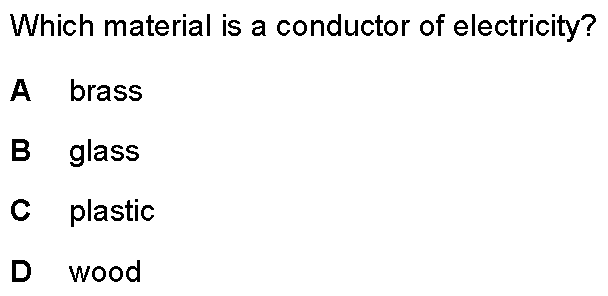 Which material is a conductor of electricity?
A brass
B glass
C plastic
D wood